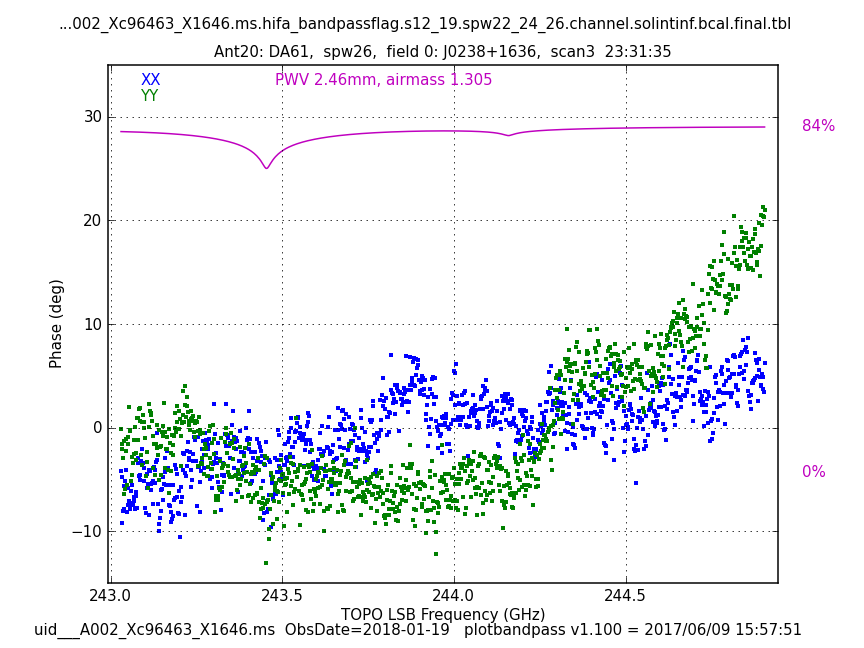 ...002_Xc96463_X1646.ms.hifa_bandpassflag.s12_19.spw22_24_26.channel.solintinf.bcal.final.tbl
Ant20: DA61,  spw26,  field 0: J0238+1636,  scan3  23:31:35
XX
PWV 2.46mm, airmass 1.305
YY
30
84%
20
10
0
0%
−10
Phase (deg)
243.0
243.5
244.0
244.5
TOPO LSB Frequency (GHz)
uid___A002_Xc96463_X1646.ms  ObsDate=2018-01-19   plotbandpass v1.100 = 2017/06/09 15:57:51